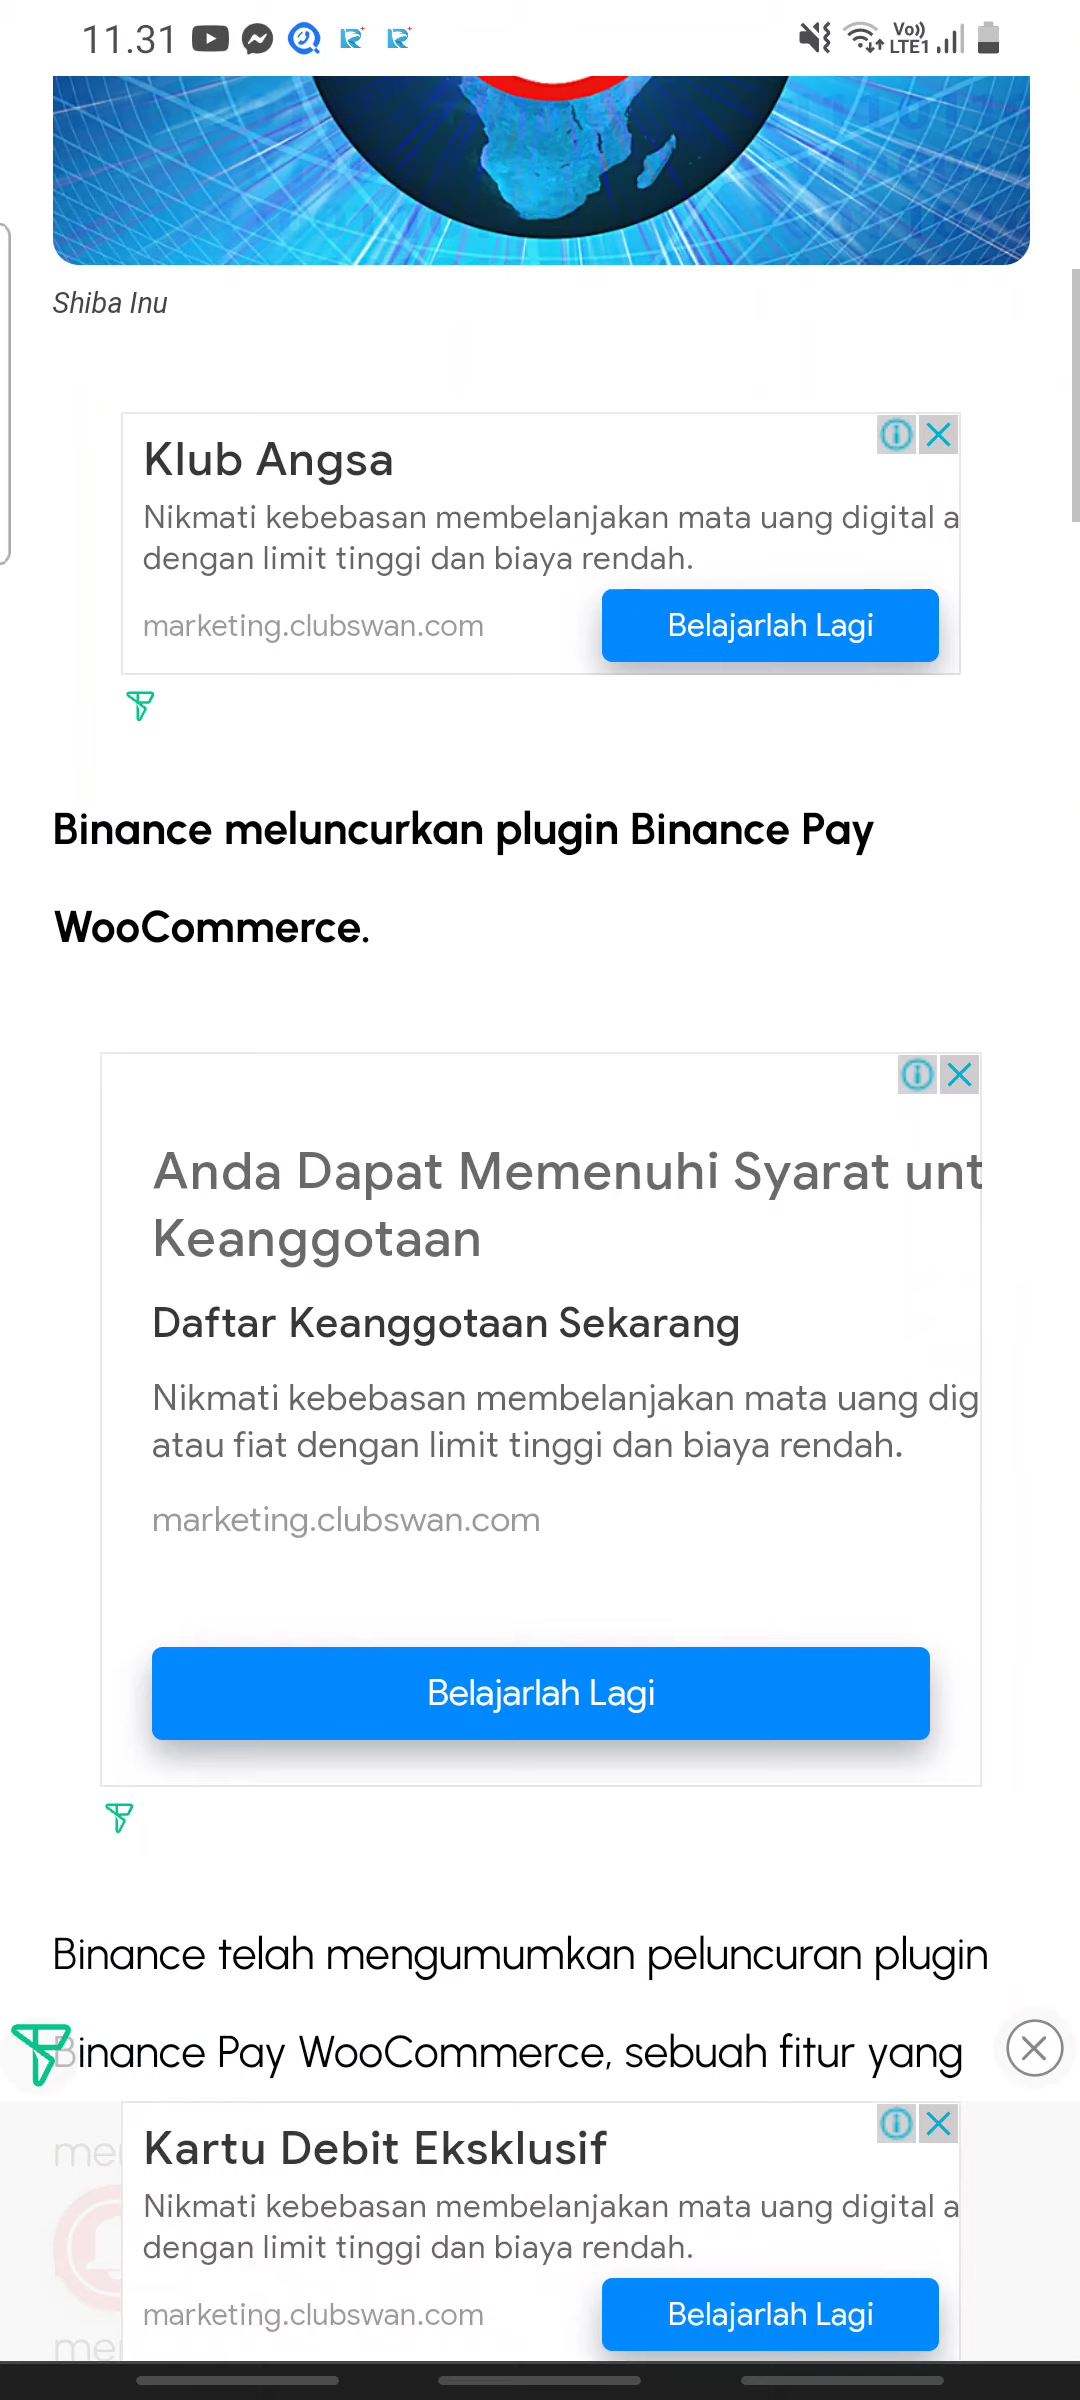 11.31
Vo))
LTE1
Shiba Inu
Klub Angsa
Nikmati kebebasan membelanjakan mata uang digital a
dengan limit tinggi dan biaya rendah.
marketing.clubswan.com
Belajarlah Lagi
Binance meluncurkan plugin Binance Pay
WooCommerce.
Anda Dapat Memenuhi Syarat unt
Keanggotaan
Daftar Keanggotaan Sekarang
Nikmati kebebasan membelanjakan mata uang dig
atau fiat dengan limit tinggi dan biaya rendah.
marketing.clubswan.com
Belajarlah Lagi
Binance telah mengumumkan peluncuran plugin
Binance Pay WooCommerce, sebuah fitur yang
Kartu Debit Eksklusif
Nikmati kebebasan membelanjakan mata uang digital a
dengan limit tinggi dan biaya rendah.
marketing.clubswan.com
Belajarlah Lagi